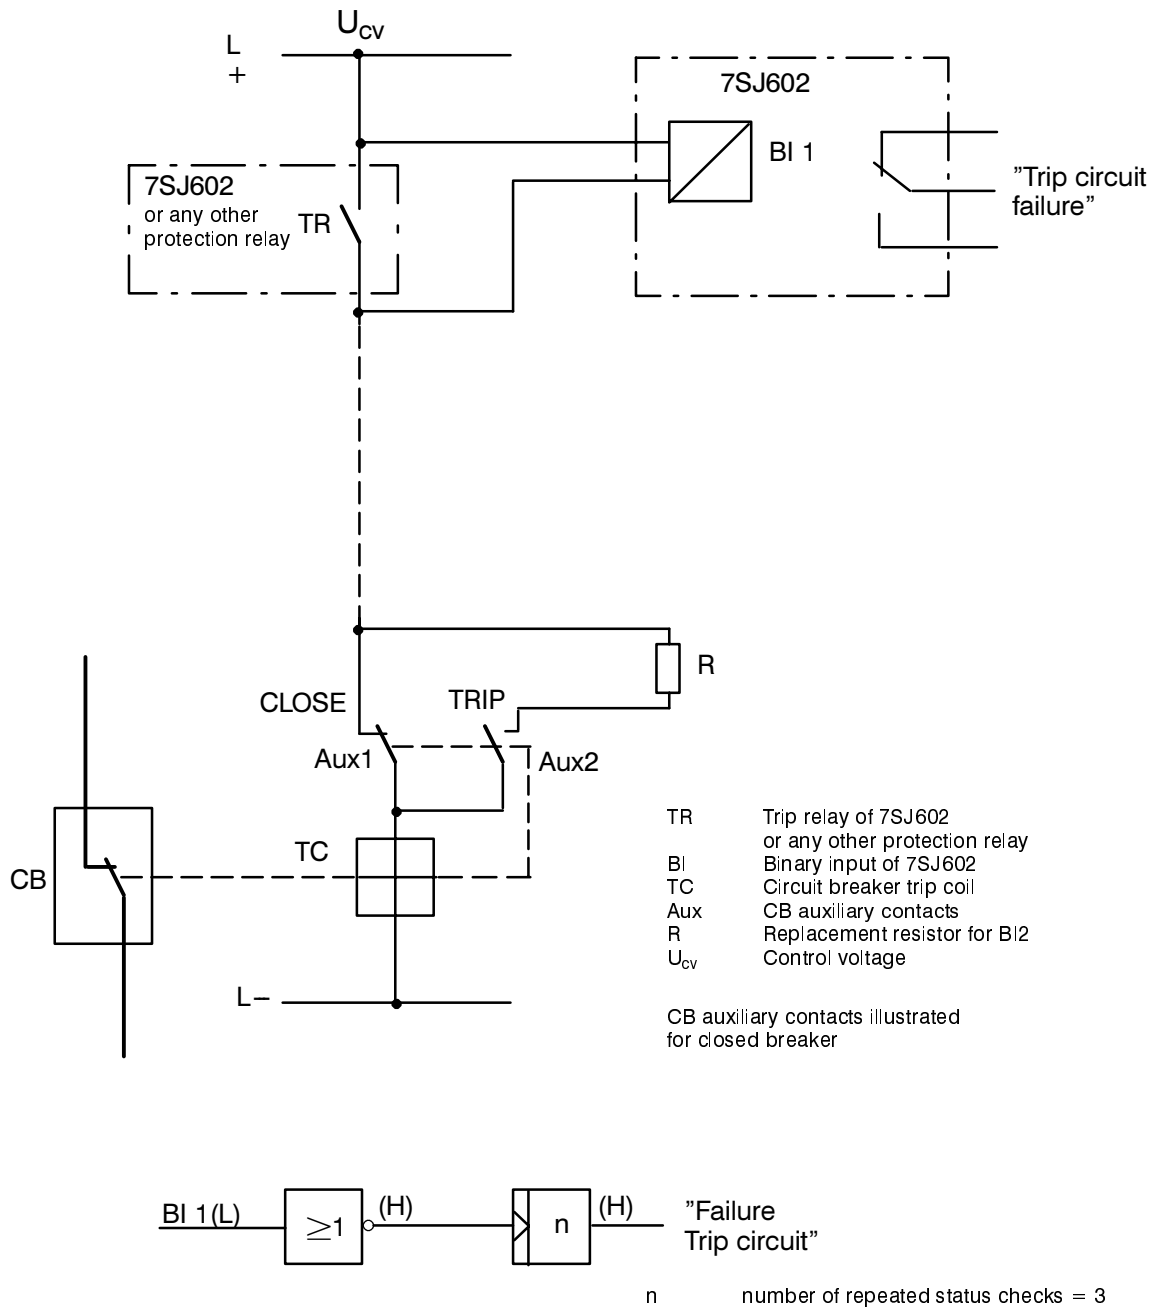 U_CV
L
+
7SJ602
BI 1
7SJ602
or any other
protection relay
TR
”Trip circuit
failure”
R
CLOSE
TRIP
Aux1
Aux2
TC
CB
TR Trip relay of 7SJ602
or any other protection relay
BI Binary input of 7SJ602
TC Circuit breaker trip coil
Aux CB auxiliary contacts
R Replacement resistor for BI2
U_CV Control voltage
L−
CB auxiliary contacts illustrated
for closed breaker
BI 1(L)
≥1
(H)
n
(H)
”Failure
Trip circuit”
n number of repeated status checks = 3